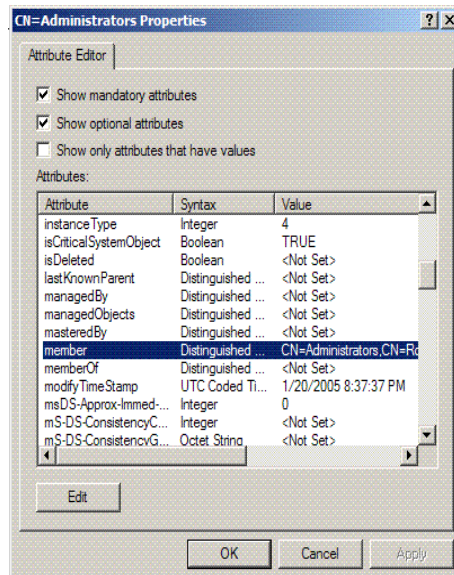 CN=Administrators Properties
Attribute Editor
Show mandatory attributes
Show optional attributes
Show only attributes that have values
Attributes:
Attribute Syntax Value
instanceType Integer 4
isCriticalSystemObject Boolean TRUE
isDeleted Boolean <Not Set>
lastKnownParent Distinguished ... <Not Set>
managedBy Distinguished ... <Not Set>
managedObjects Distinguished ... <Not Set>
masteredBy Distinguished ... <Not Set>
member Distinguished ... CN=Administrators,CN=Ro
memberOf Distinguished ... <Not Set>
modifyTimeStamp UTC Coded Ti... 1/20/2005 8:37:37 PM
msDS-Approx-Immed-... Integer 0
mS-DS-ConsistencyC... Integer <Not Set>
mS-DS-ConsistencyG... Octet String <Not Set>
Edit
OK Cancel Apply